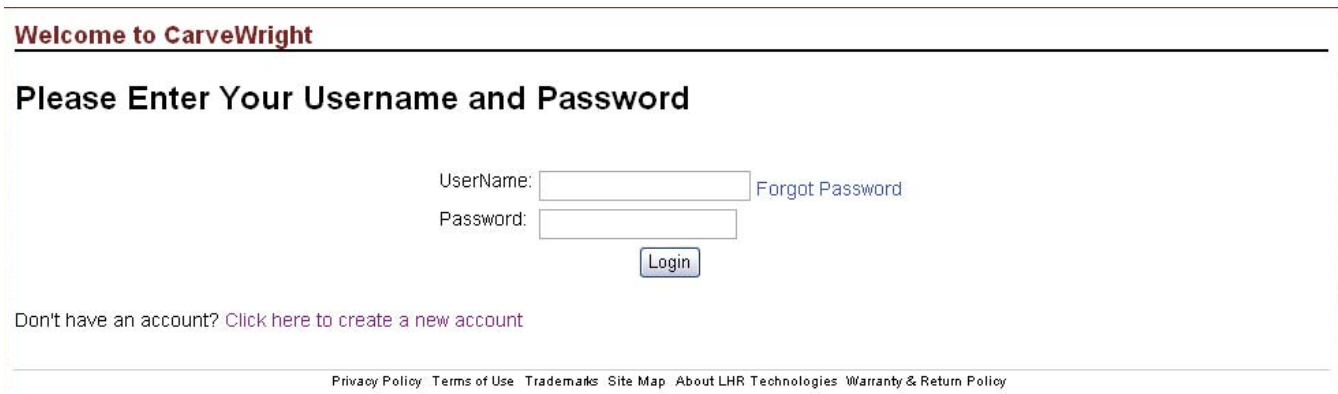 Welcome to CarveWright
Please Enter Your Username and Password
UserName: Forgot Password
Password:
Login
Don't have an account? Click here to create a new account
Privacy Policy Terms of Use Trademarks Site Map About LHR Technologies Warranty & Return Policy